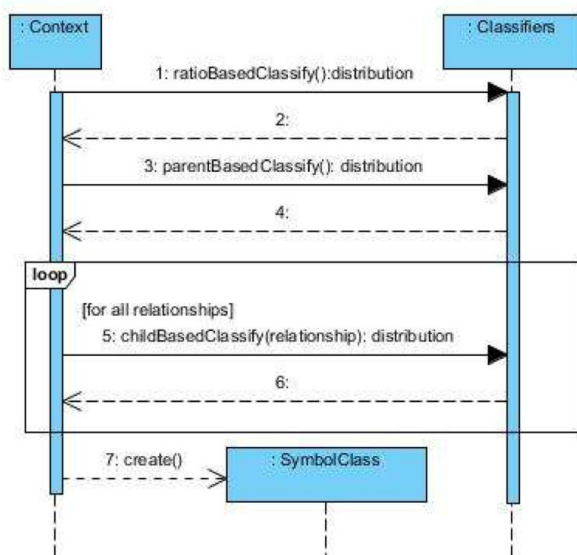 : Context
: Classifiers
1: ratioBasedClassify():distribution
2:
3: parentBasedClassify(): distribution
4:
loop
[for all relationships]
5: childBasedClassify(relationship): distribution
6:
7: create()
: SymbolClass